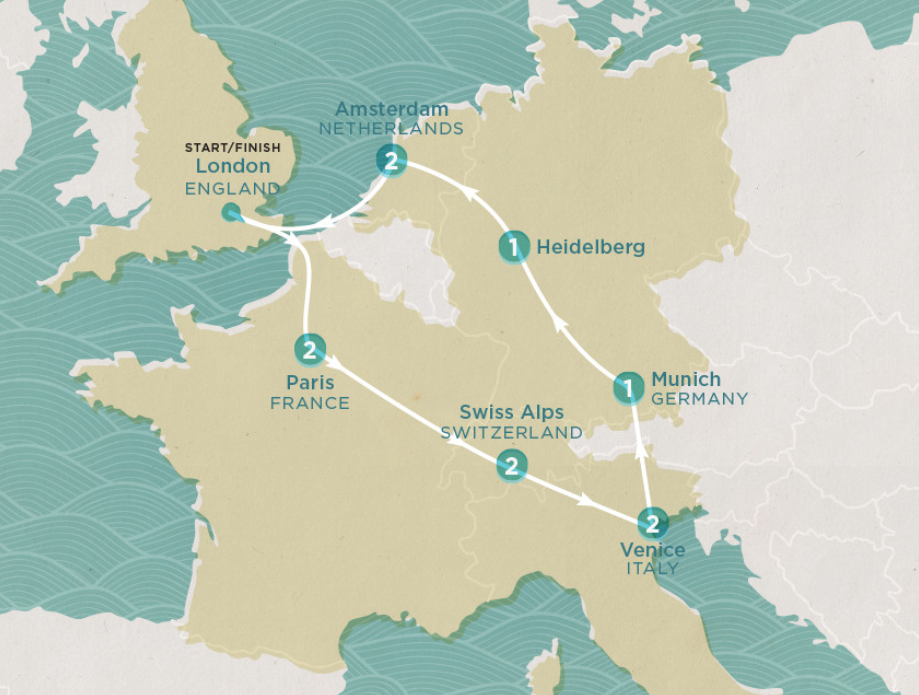 Amsterdam
NETHERLANDS
START/FINISH
London
ENGLAND
2
1
Heidelberg
2
Paris
FRANCE
1
Munich
GERMANY
Swiss Alps
SWITZERLAND
2
2
Venice
ITALY